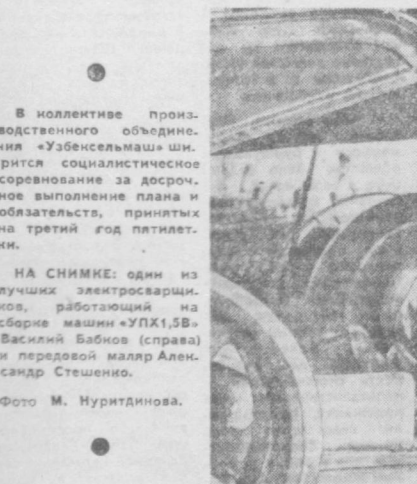 В коллективе произ-
водственного объедине-
ния «Узбексельмаш» ши-
рится социалистическое
соревнование за досроч-
ное выполнение плана и
обязательств, принятых
на третий год пятилет-
ки.
НА СНИМКЕ: один из
лучших электросварщи-
ков, работающий на
сборке машин «УПХ1,5В»
Василий Бабков (справа)
и передовой маляр Алек-
сандр Стешенко.
Фото М. Нуритдинова.